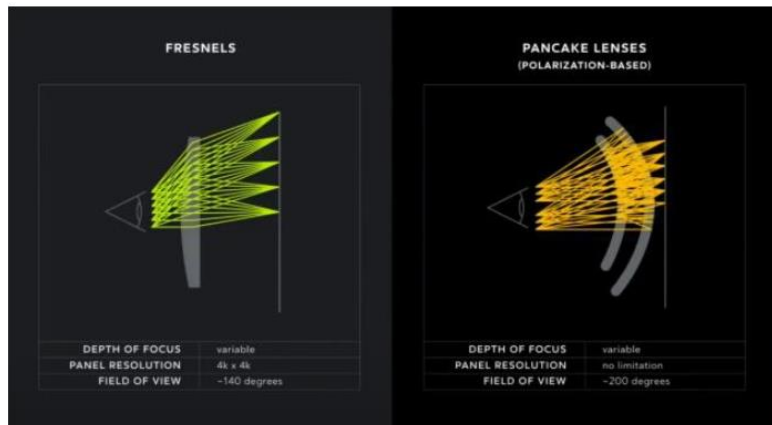 FRESNELS
DEPTH OF FOCUS variable
PANEL RESOLUTION 4k x 4k
FIELD OF VIEW ~140 degrees
PANCAKE LENSES
(POLARIZATION-BASED)
DEPTH OF FOCUS variable
PANEL RESOLUTION no limitation
FIELD OF VIEW ~200 degrees